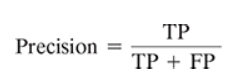 Precision = TP / TP + FP